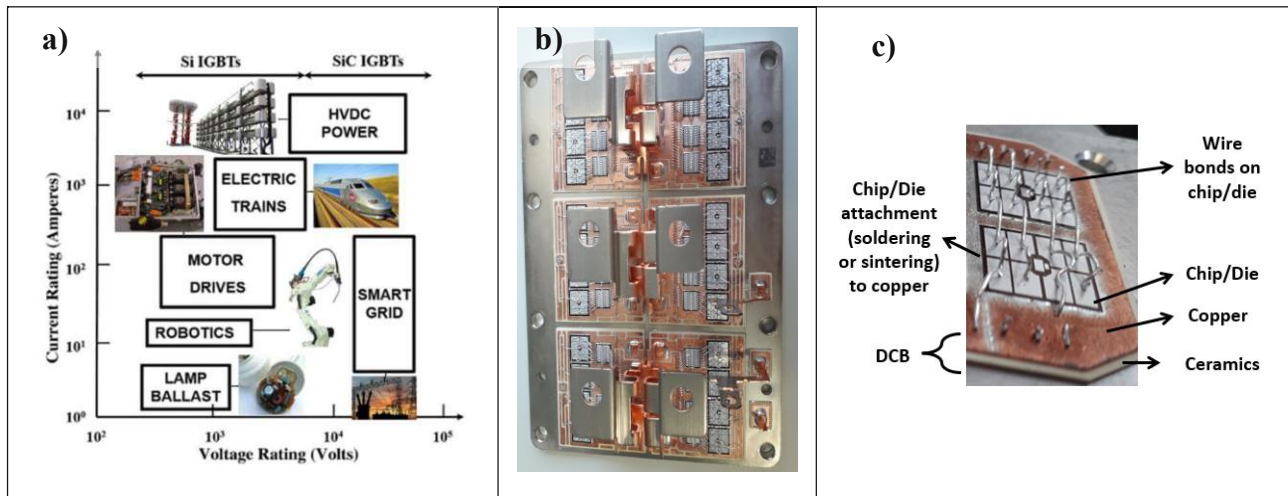 a)
Si IGBTs
SiC IGBTs
Current Rating (Amperes)
10⁴
10³
10²
10¹
10⁰
HVDC
POWER
ELECTRIC
TRAINS
MOTOR
DRIVES
ROBOTICS
SMART
GRID
LAMP
BALLAST
10²
10³
10⁴
10⁵
Voltage Rating (Volts)
b)
c)
Chip/Die
attachment
(soldering
or sintering)
to copper
DCB
Wire
bonds on
chip/die
Chip/Die
Copper
Ceramics